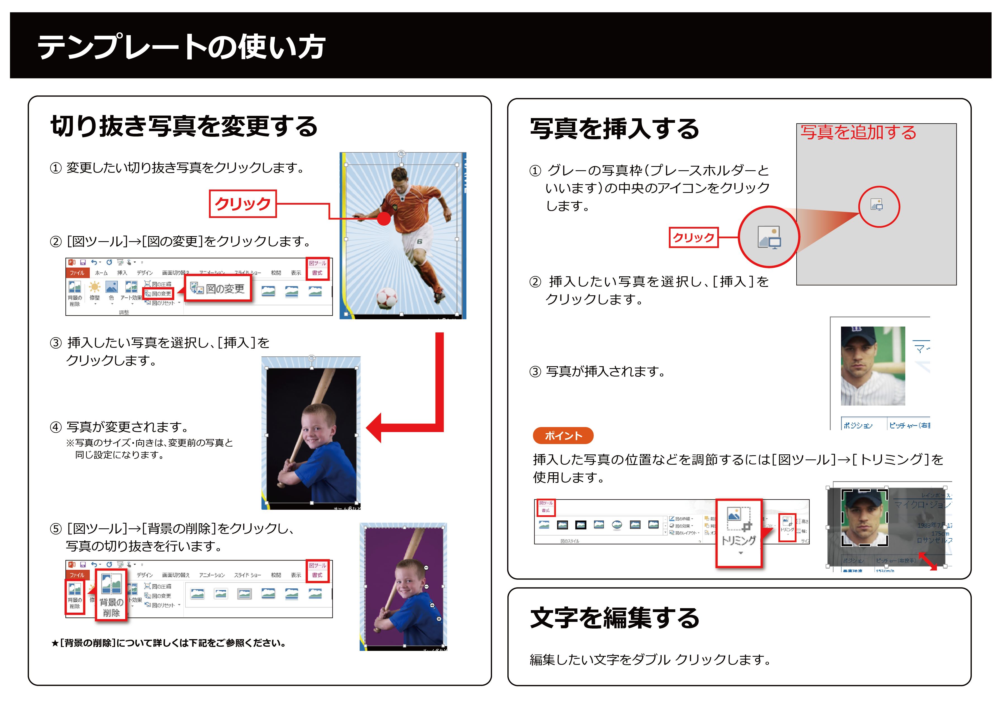 テンプレートの使い方
切り抜き写真を変更する
① 変更したい切り抜き写真をクリックします。
クリック
② [図ツール]→[図の変更]をクリックします。
図ツール
ファイル ホーム 挿入 デザイン 画面切り替え アニメーション スライド ショー 校閲 表示 書式
図の圧縮
図の変更
図の変更
図のリセット
背景の削除 修整 色 アート効果
調整
6
③ 挿入したい写真を選択し、[挿入]を
クリックします。
④ 写真が変更されます。
※写真のサイズ・向きは、変更前の写真と
同じ設定になります。
⑤ [図ツール]→[背景の削除]をクリックし、
写真の切り抜きを行います。
図ツール
ファイル デザイン 画面切り替え アニメーション スライド ショー 校閲 表示 書式
図の圧縮
図の変更
図のリセット
背景の
削除
背景の
削除
★[背景の削除]について詳しくは下記をご参照ください。
写真を挿入する
写真を追加する
① グレーの写真枠(プレースホルダーと
いいます)の中央のアイコンをクリック
します。
クリック
② 挿入したい写真を選択し、[挿入]を
クリックします。
③ 写真が挿入されます。
ポジション
ピッチャー(右
ポイント
挿入した写真の位置などを調節するには[図ツール]→[トリミング]を
使用します。
図ツール
書式
図の枠線
図の効果
図のレイアウト
図のスタイル
トリミング
トリミング
高さ
幅:
サイズ
レインボース
マイクロ・ジョン
1983年7月17
175cm
ロサンゼルス
ポジション ピッチャー(右投手)
153Km/h
文字を編集する
編集したい文字をダブル クリックします。